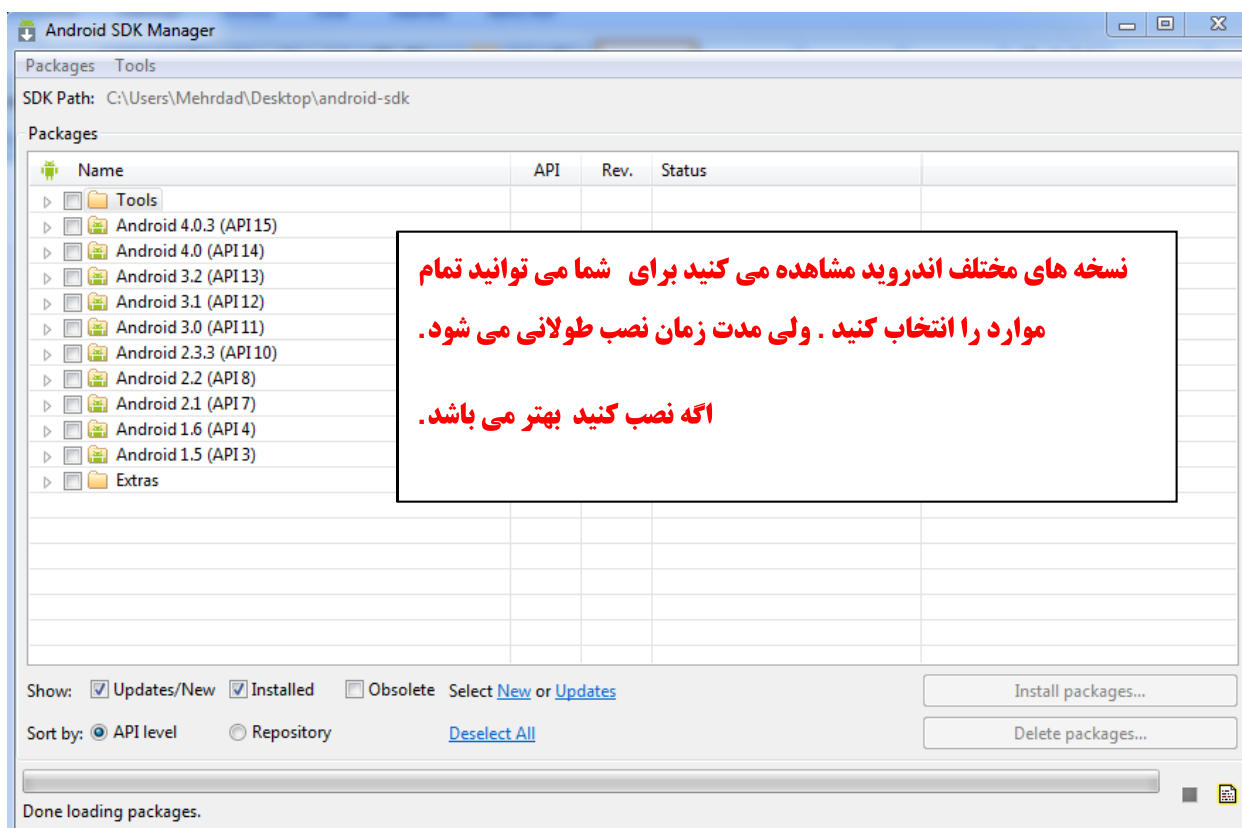 Android SDK Manager
Packages Tools
SDK Path: C:\Users\Mehrdad\Desktop\android-sdk
Packages
Name API Rev. Status
Tools
Android 4.0.3 (API 15)
Android 4.0 (API 14)
Android 3.2 (API 13)
Android 3.1 (API 12)
Android 3.0 (API 11)
Android 2.3.3 (API 10)
Android 2.2 (API 8)
Android 2.1 (API 7)
Android 1.6 (API 4)
Android 1.5 (API 3)
Extras
نسخه های مختلف اندروید مشاهده می کنید برای شما می توانید تمام
موارد را انتخاب کنید . ولی مدت زمان نصب طولانی می شود .
اگه نصب کنید بهتر می باشد .
Show: Updates/New Installed Obsolete Select New or Updates Install packages...
Sort by: API level Repository Deselect All Delete packages...
Done loading packages.